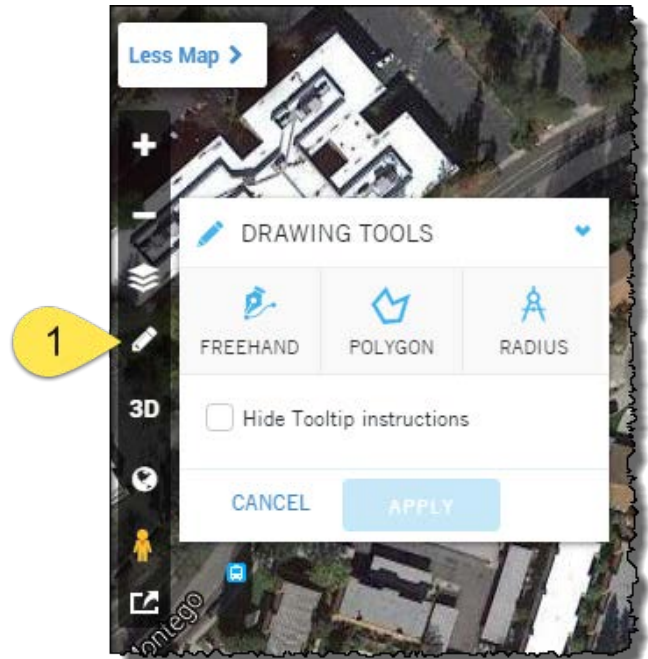 Less Map
DRAWING TOOLS
FREEHAND POLYGON RADIUS
1
3D
Hide Tooltip instructions
CANCEL APPLY